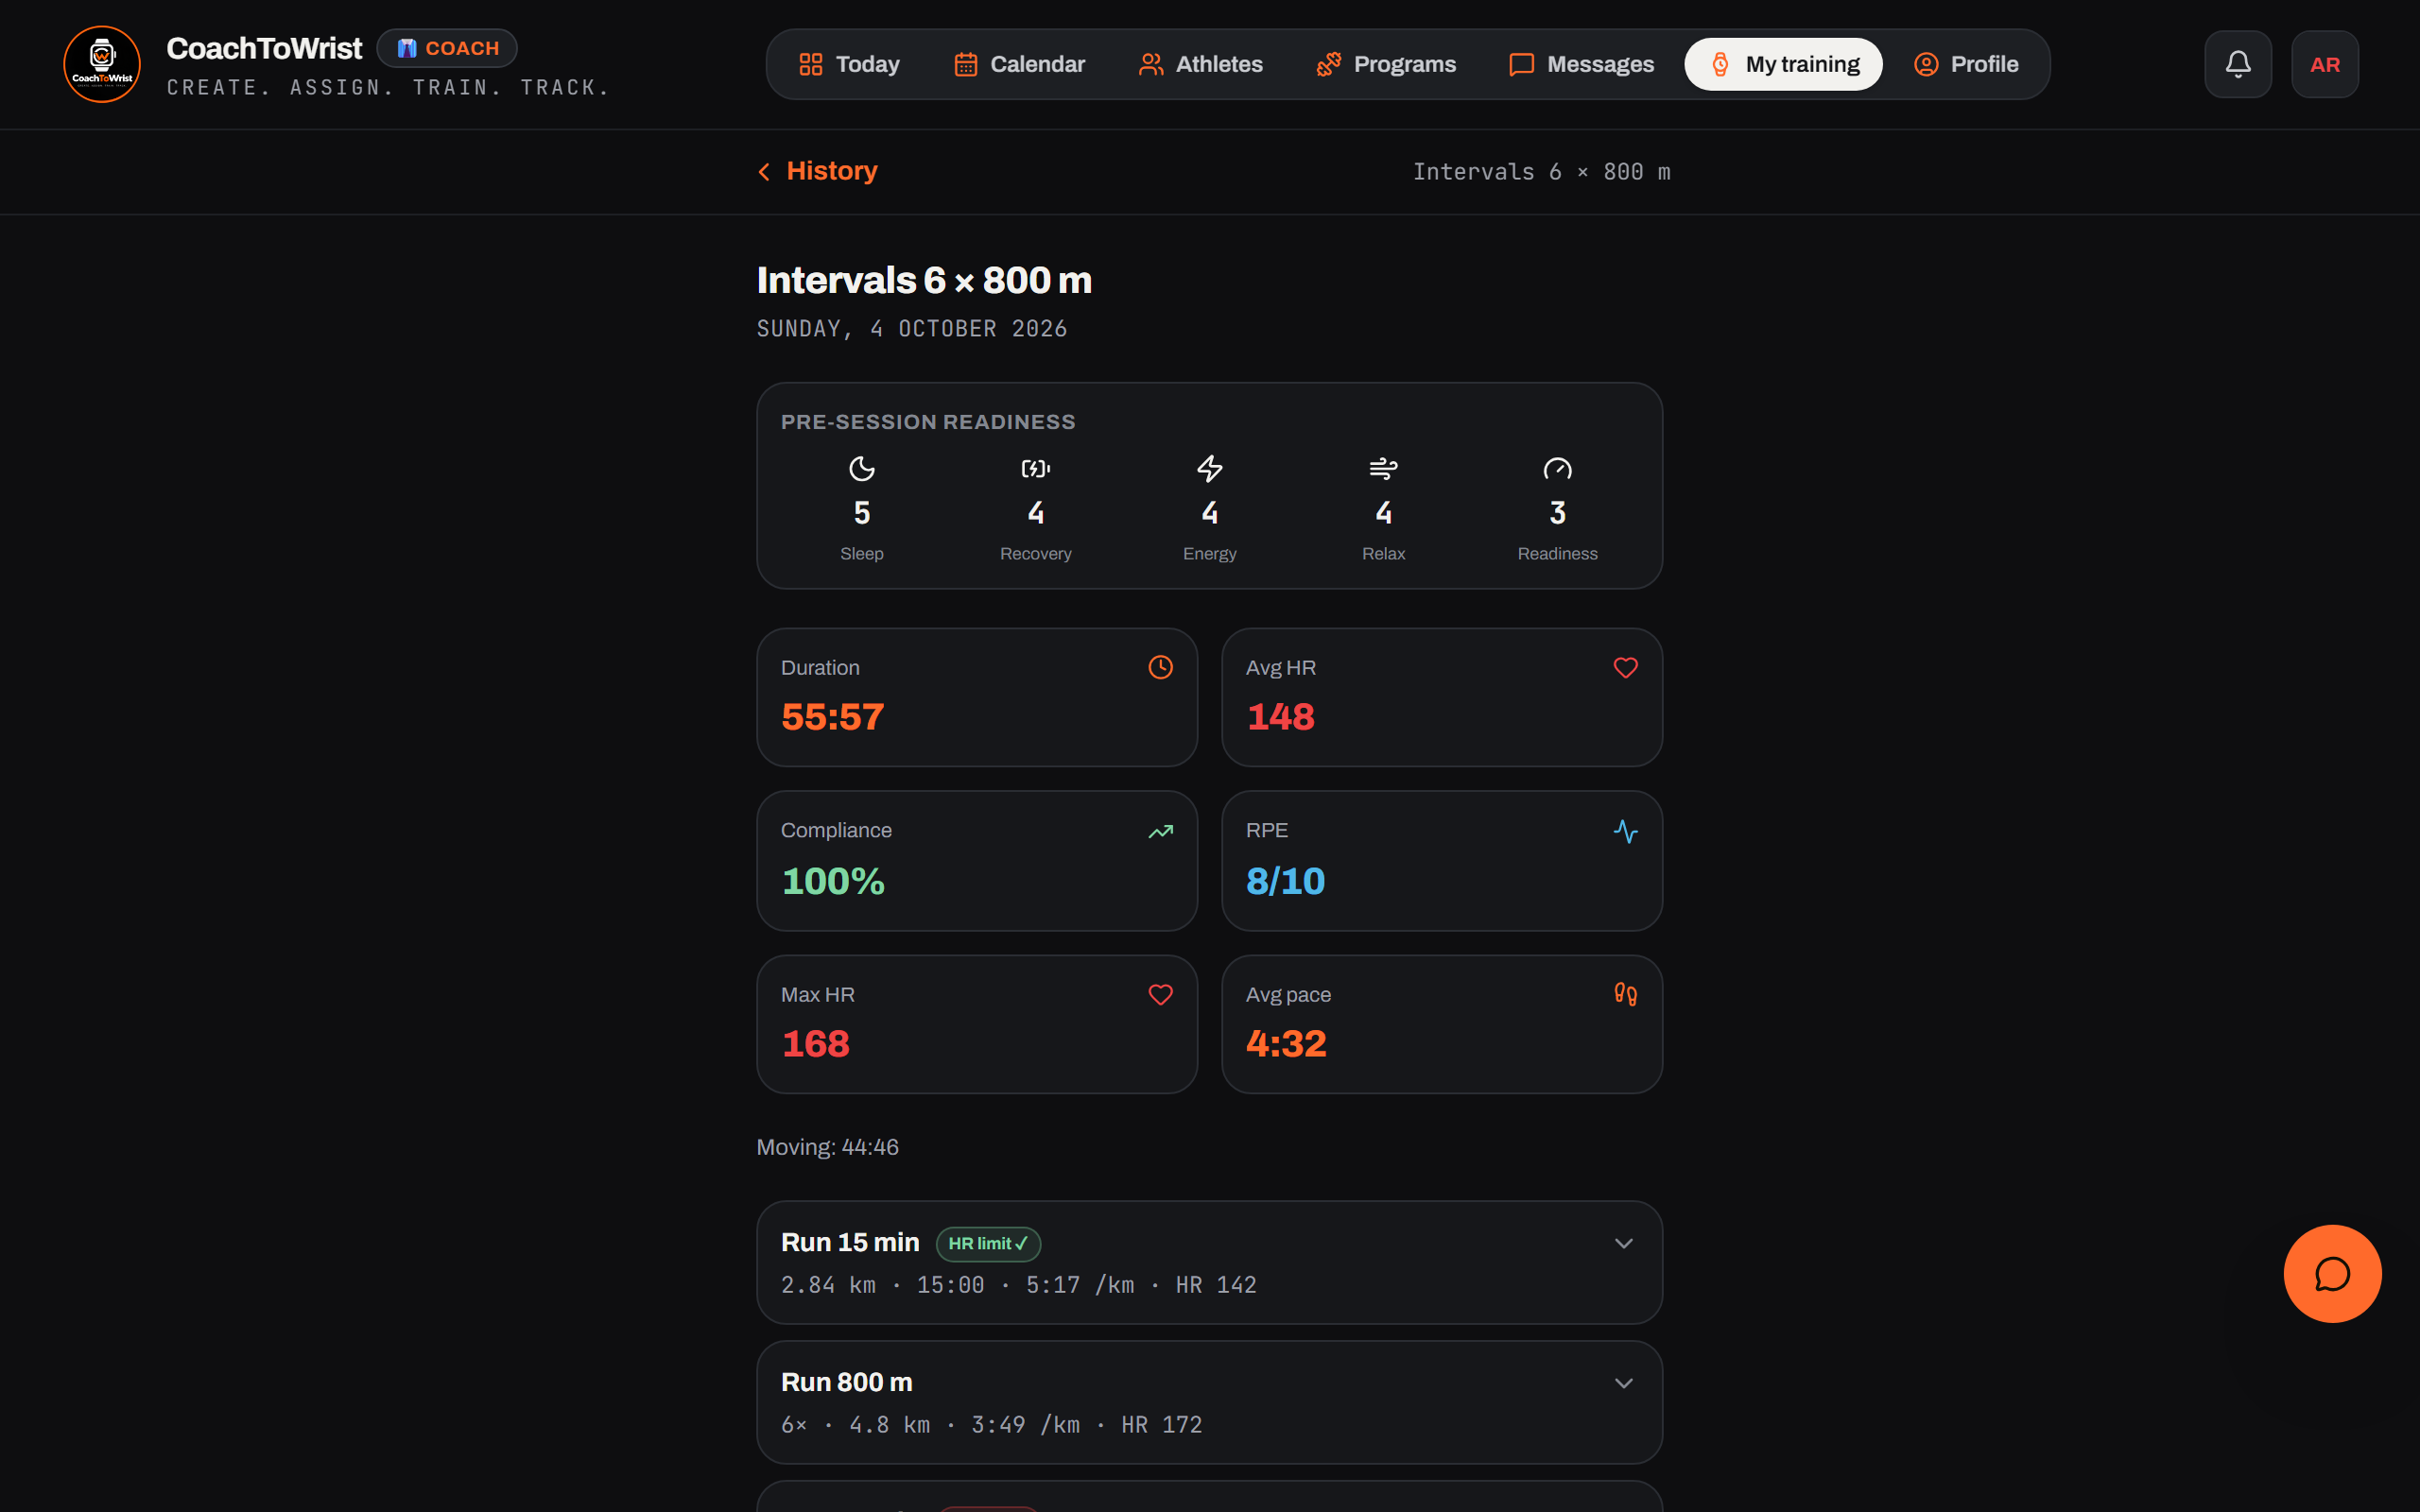 CoachToWrist
CoachToWrist COACH
CREATE. ASSIGN. TRAIN. TRACK.
Today
Calendar
Athletes
Programs
Messages
My training
Profile
AR
History
Intervals 6 × 800 m
Intervals 6 × 800 m
SUNDAY, 4 OCTOBER 2026
PRE-SESSION READINESS
5 4 4 4 3
Sleep Recovery Energy Relax Readiness
Duration
55:57
Avg HR
148
Compliance
100%
RPE
8/10
Max HR
168
Avg pace
4:32
Moving: 44:46
Run 15 min HR limit ✓
2.84 km · 15:00 · 5:17 /km · HR 142
Run 800 m
6× · 4.8 km · 3:49 /km · HR 172